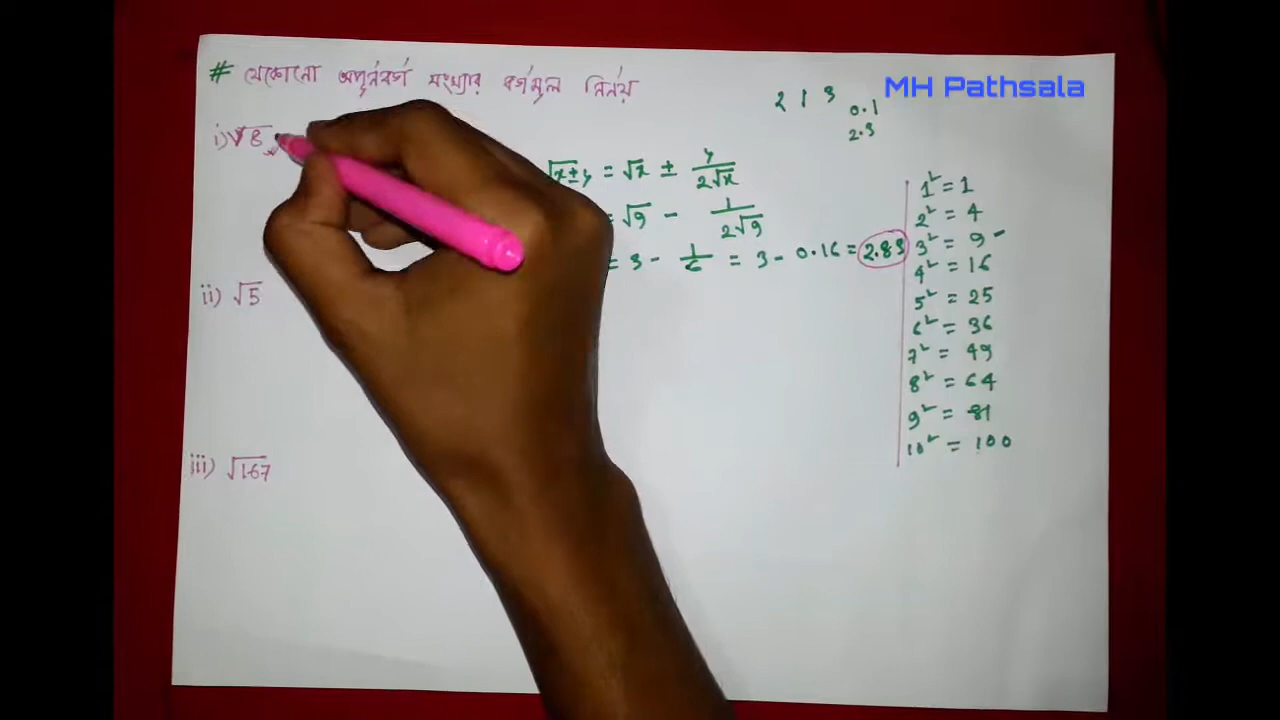 # যেকোনো অপূর্ণবর্গ সংখ্যার বর্গমূল নির্ণয়
MH Pathsala
2 1 3
0.1
2.3
i) √8
√x±y = √x ± y/2√x
= √9 - 1/2√9
= 3 - 1/6 = 3 - 0.16 = 2.83
ii) √5
iii) √167
1² = 1
2² = 4
3² = 9
4² = 16
5² = 25
6² = 36
7² = 49
8² = 64
9² = 81
10² = 100